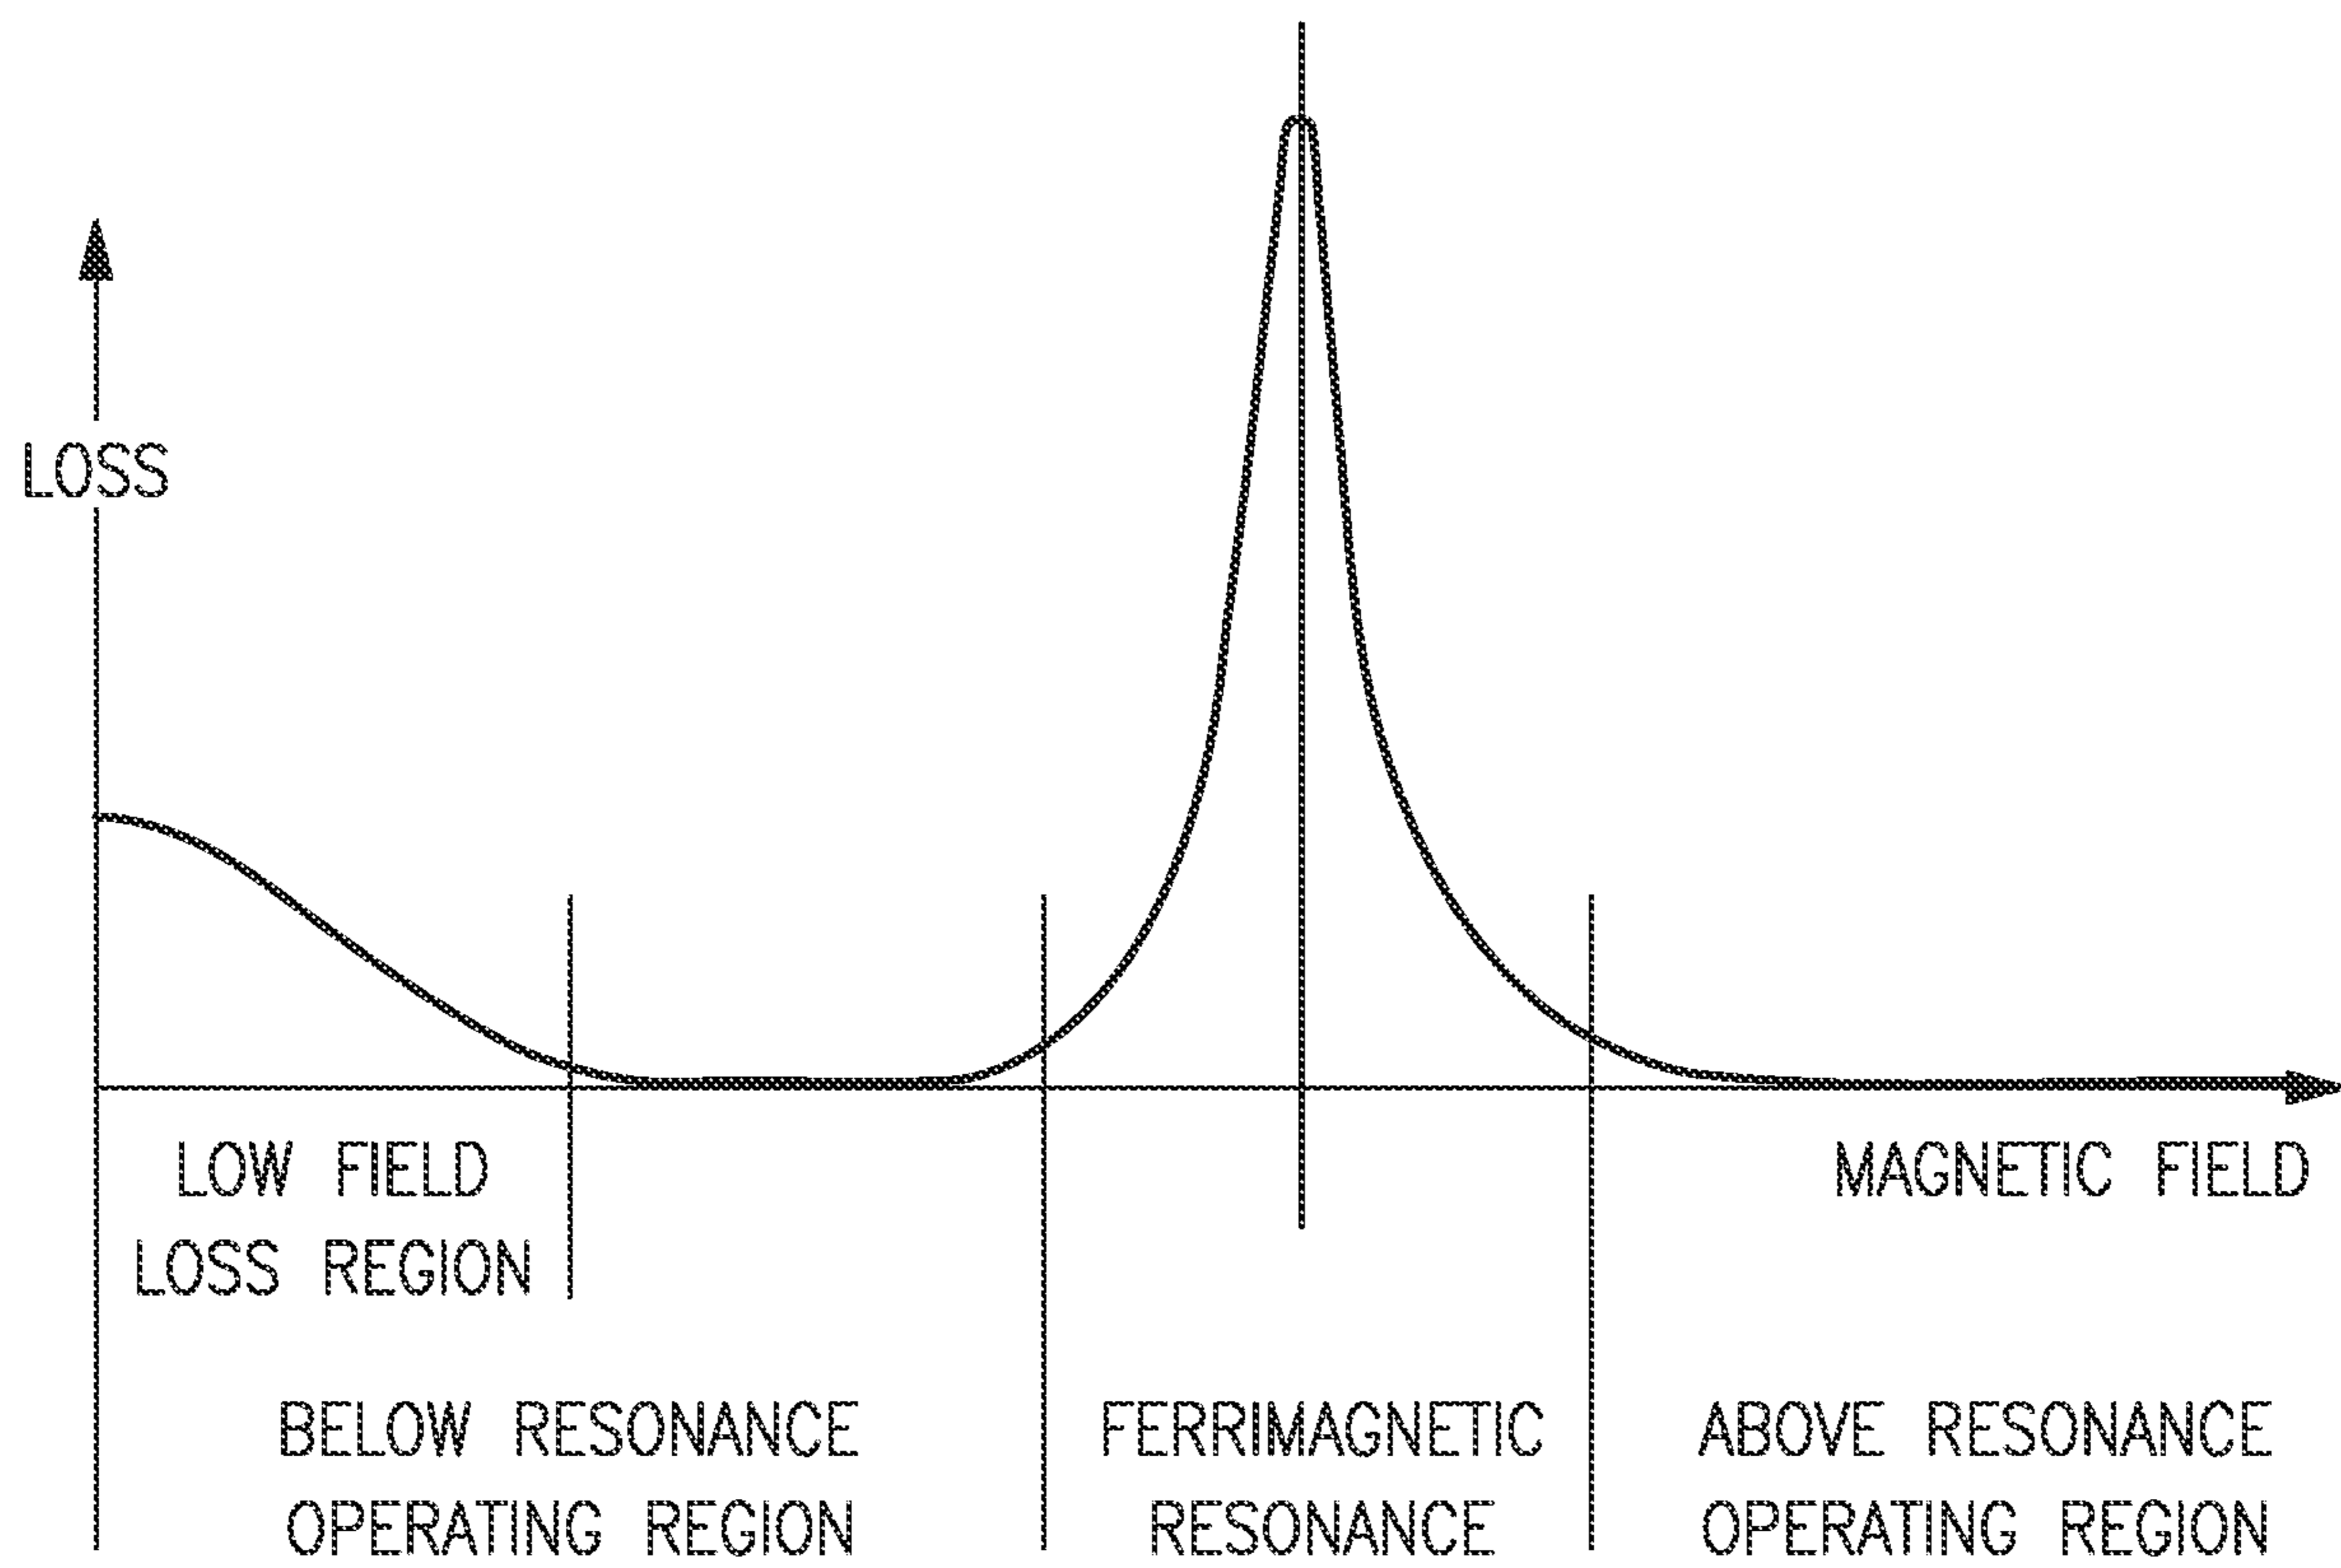 LOSS
LOW FIELD
LOSS REGION
MAGNETIC FIELD
BELOW RESONANCE
OPERATING REGION
FERRIMAGNETIC
RESONANCE
ABOVE RESONANCE
OPERATING REGION